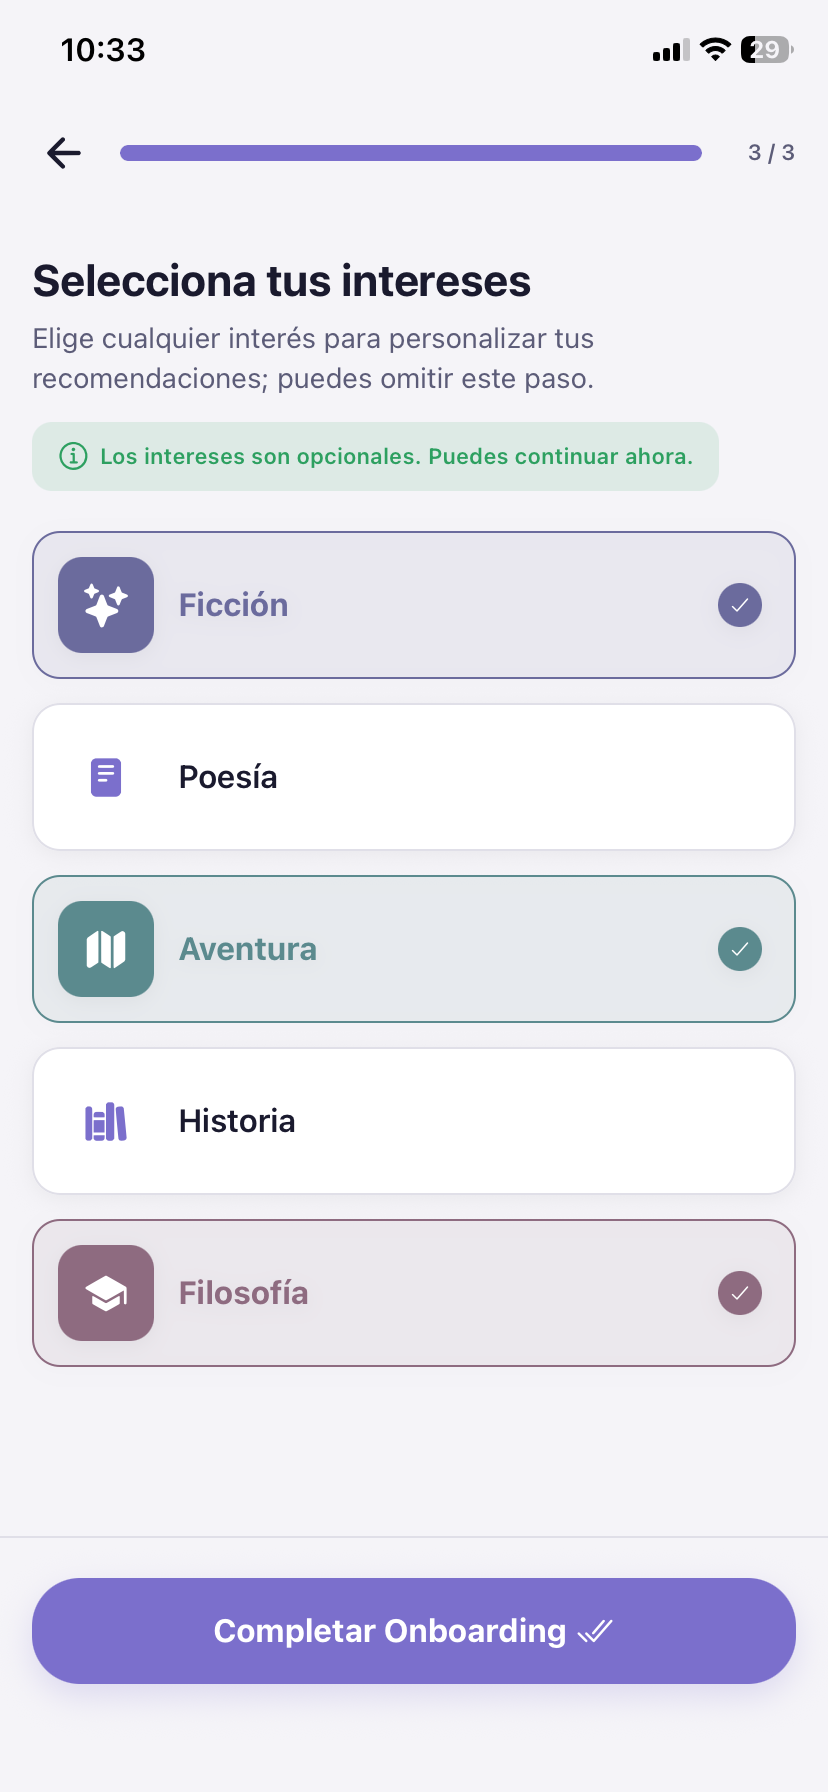 10:33
29
3 / 3
Selecciona tus intereses
Elige cualquier interés para personalizar tus
recomendaciones; puedes omitir este paso.
Los intereses son opcionales. Puedes continuar ahora.
Ficción
Poesía
Aventura
Historia
Filosofía
Completar Onboarding